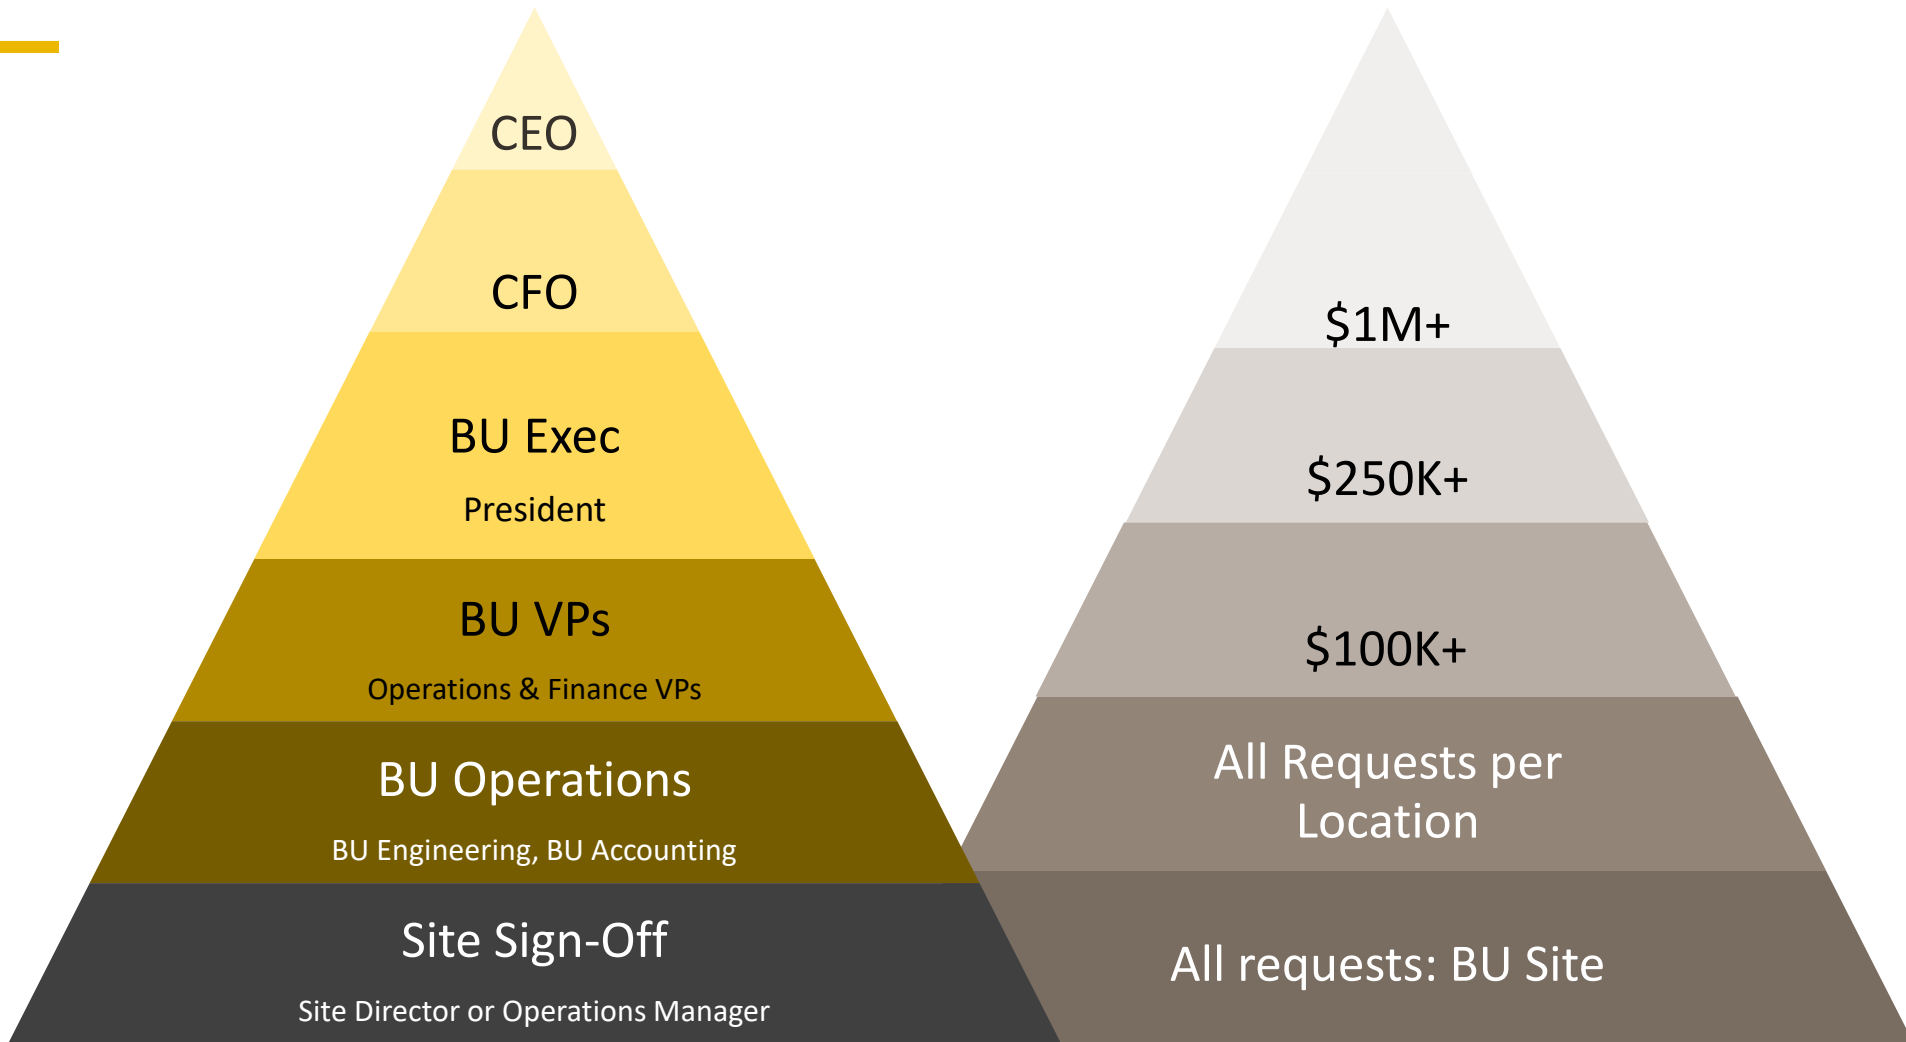 CEO
CFO
BU Exec
President
BU VPs
Operations & Finance VPs
BU Operations
BU Engineering, BU Accounting
Site Sign-Off
Site Director or Operations Manager
$1M+
$250K+
$100K+
All Requests per
Location
All requests: BU Site